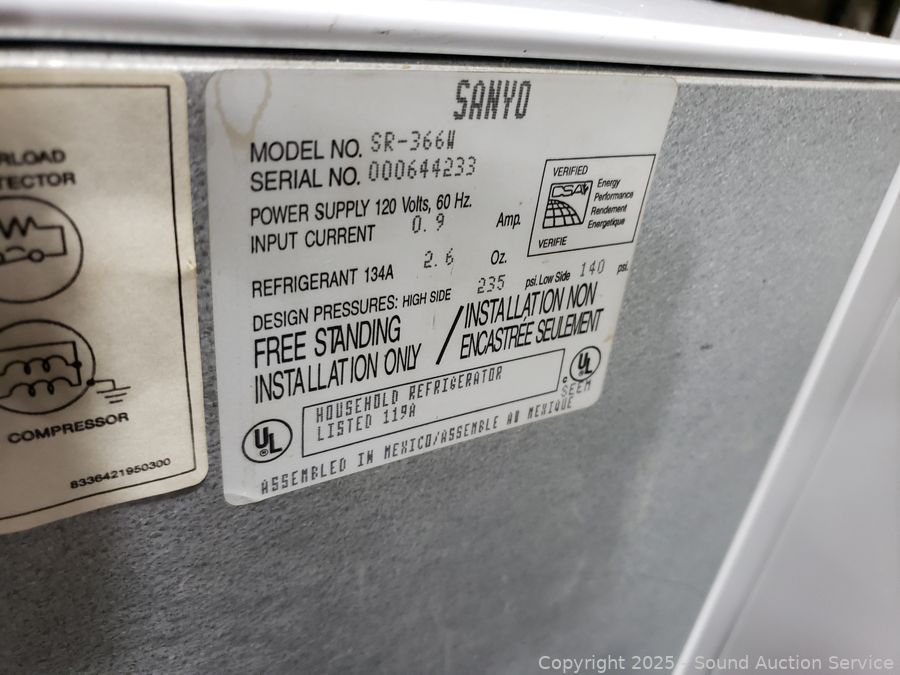 RLOAD
TECTOR
COMPRESSOR
8336421950300
SANYO
MODEL NO. SR-366W
SERIAL NO. 000644233
POWER SUPPLY 120 Volts, 60 Hz.
INPUT CURRENT 0.9 Amp.
REFRIGERANT 134A 2.6 Oz.
DESIGN PRESSURES: HIGH SIDE 235 psi. Low Side 140 psi.
FREE STANDING
INSTALLATION ONLY
/ INSTALLATION NON
ENCASTRÉE SEULEMENT
VERIFIED
CSA
Energy
Performance
Rendement
Energetique
VERIFIE
UL
HOUSEHOLD REFRIGERATOR
LISTED 119A
c UL
SEEM
ASSEMBLED IN MEXICO/ASSEMBLE AU MEXIQUE
Copyright © 2025 - Sound Auction Service